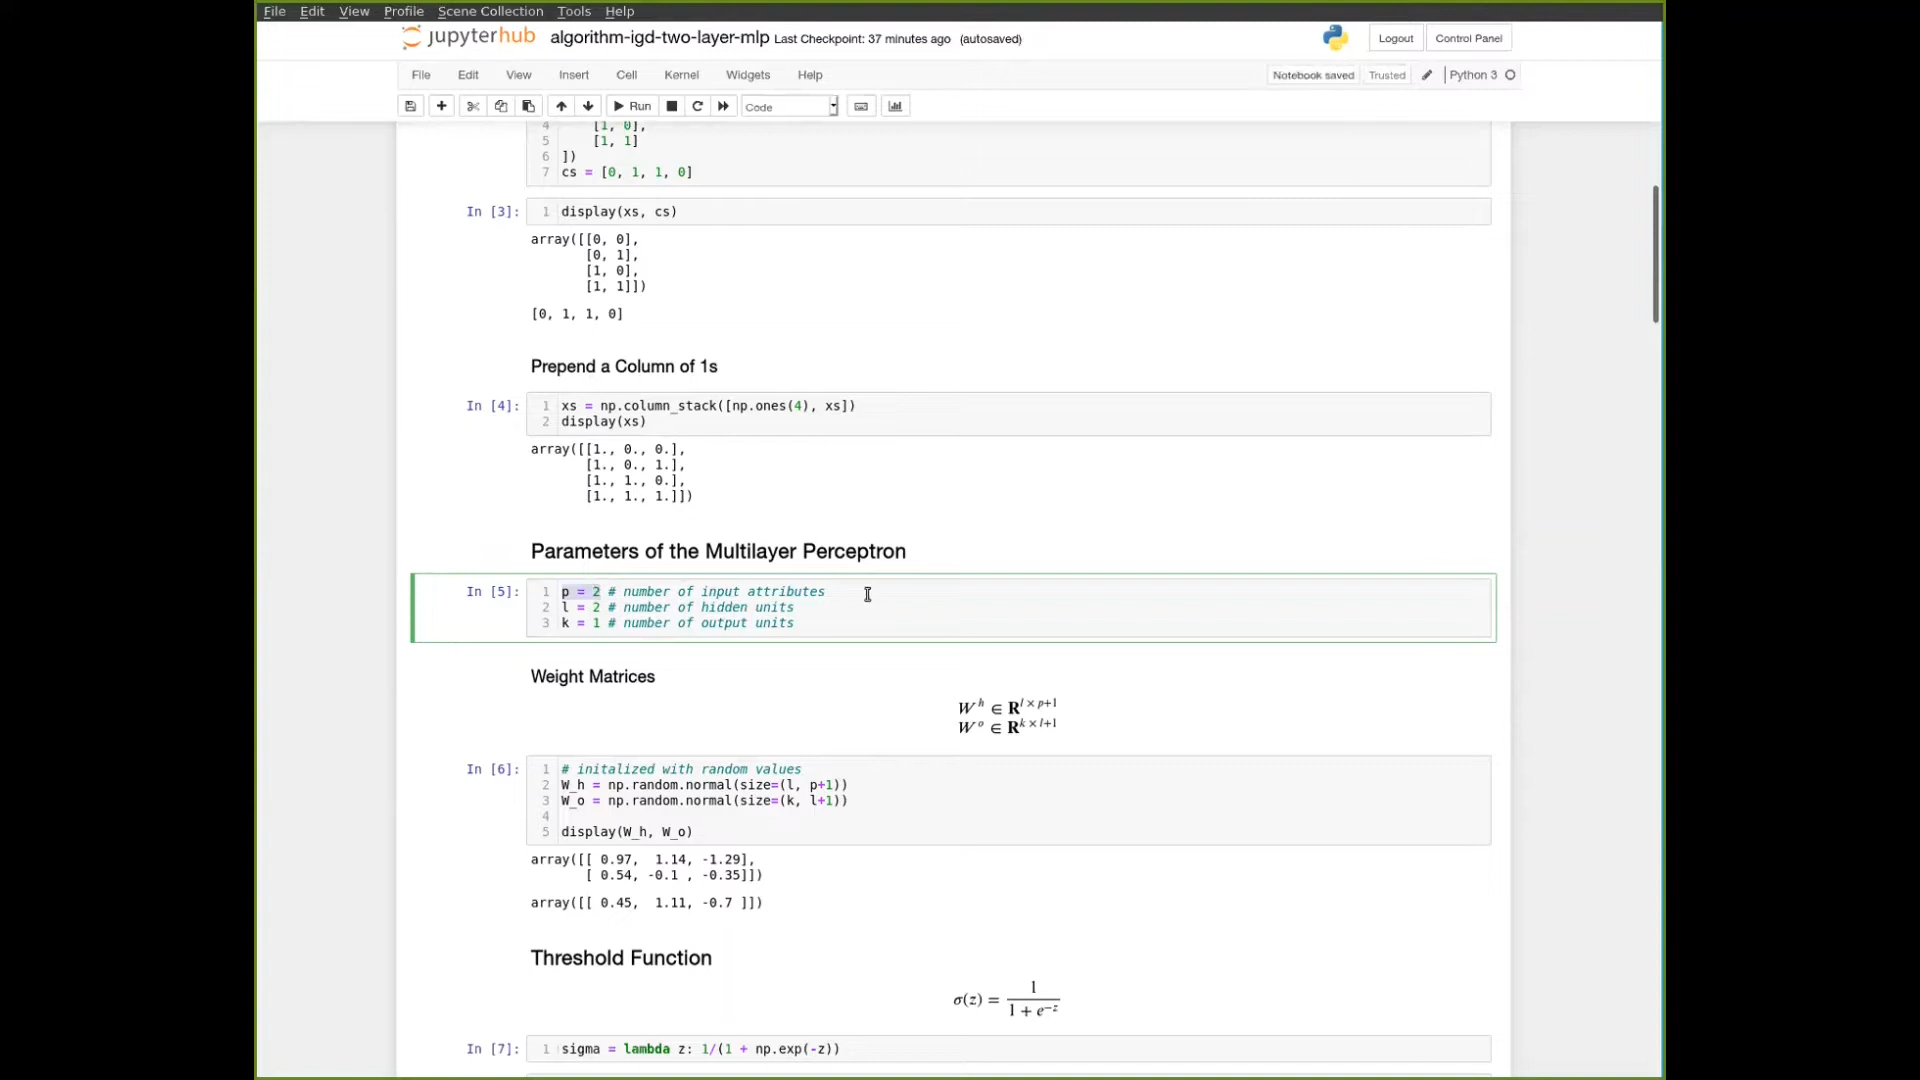 File Edit View Profile Scene Collection Tools Help
jupyterhub algorithm-igd-two-layer-mlp Last Checkpoint: 37 minutes ago (autosaved) Logout Control Panel
File Edit View Insert Cell Kernel Widgets Help Notebook saved Trusted Python 3
Run Code
4 [1, 0],
5 [1, 1]
6 ])
7 cs = [0, 1, 1, 0]
In [3]: 1 display(xs, cs)
array([[0, 0],
[0, 1],
[1, 0],
[1, 1]])
[0, 1, 1, 0]
Prepend a Column of 1s
In [4]: 1 xs = np.column_stack([np.ones(4), xs])
2 display(xs)
array([[1., 0., 0.],
[1., 0., 1.],
[1., 1., 0.],
[1., 1., 1.]])
Parameters of the Multilayer Perceptron
In [5]: 1 p = 2 # number of input attributes
2 l = 2 # number of hidden units
3 k = 1 # number of output units
Weight Matrices
W^h ∈ R^{l×p+1}
W^o ∈ R^{k×l+1}
In [6]: 1 # initalized with random values
2 W_h = np.random.normal(size=(l, p+1))
3 W_o = np.random.normal(size=(k, l+1))
4
5 display(W_h, W_o)
array([[ 0.97, 1.14, -1.29],
[ 0.54, -0.1 , -0.35]])
array([[ 0.45, 1.11, -0.7 ]])
Threshold Function
σ(z) = 1 / (1 + e^{-z})
In [7]: 1 sigma = lambda z: 1/(1 + np.exp(-z))